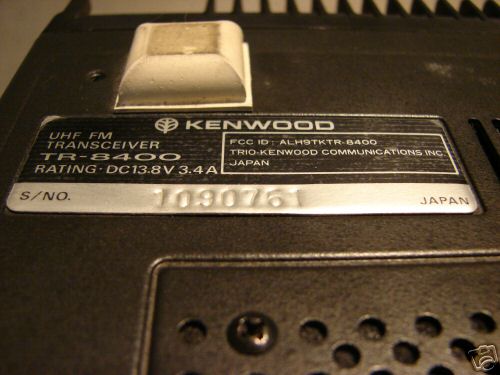 KENWOOD
UHF FM
TRANSCEIVER
TR-8400
RATING · DC13.8V 3.4A
FCC ID : ALH9TKTR-8400
TRIO-KENWOOD COMMUNICATIONS INC.
JAPAN
S/NO. 1090761 JAPAN